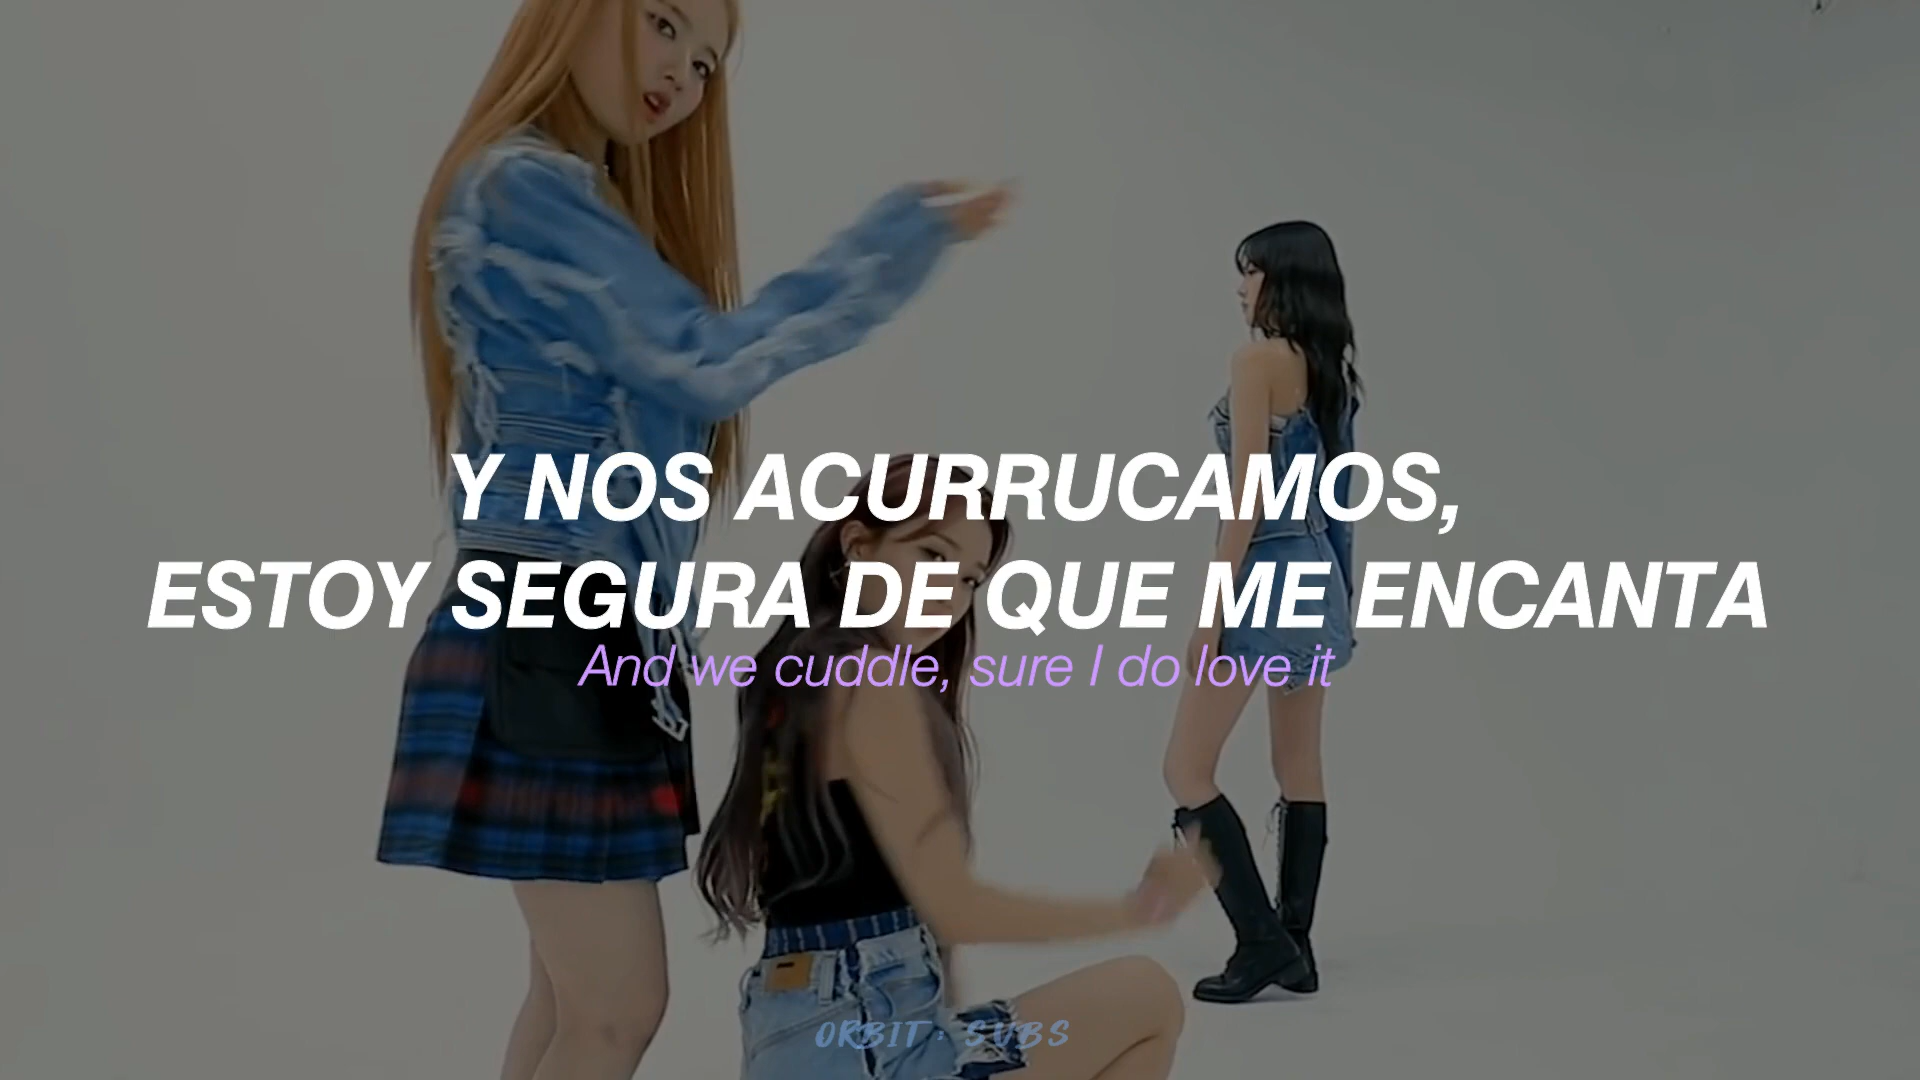 Y NOS ACURRUCAMOS,
ESTOY SEGURA DE QUE ME ENCANTA
And we cuddle, sure I do love it
ORBIT : SUBS